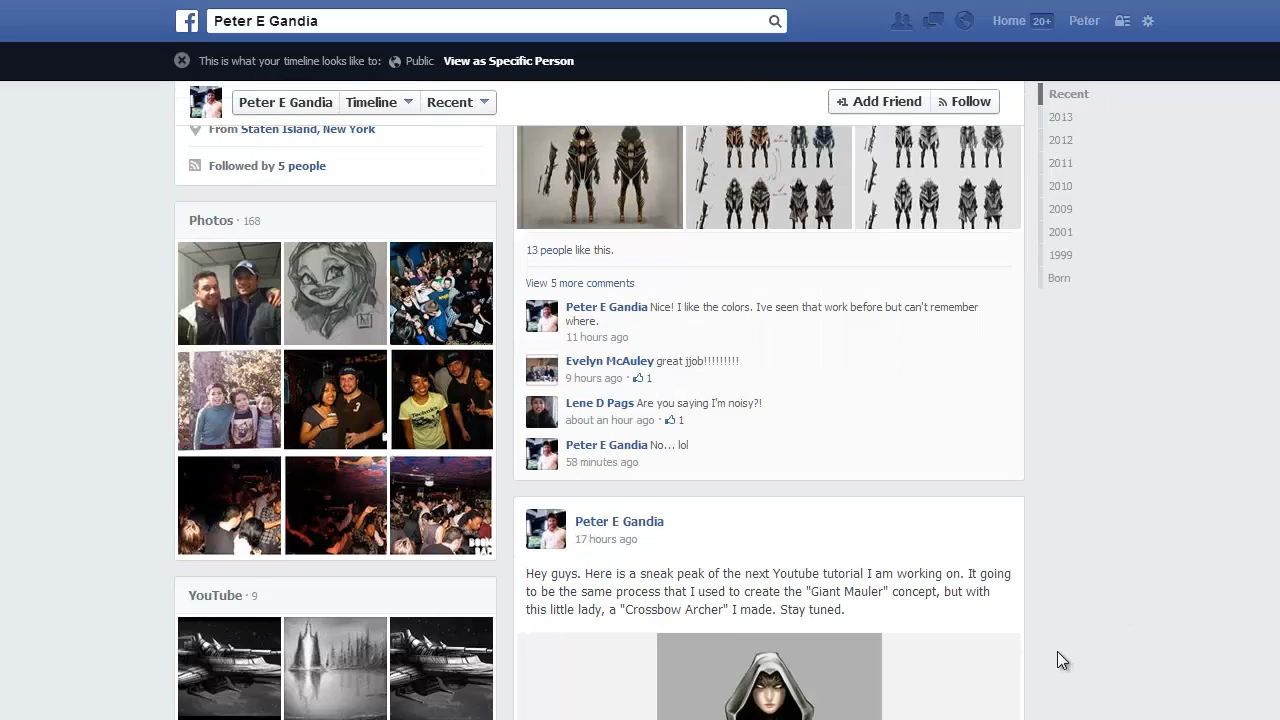 Peter E Gandia
Home 20+ Peter
This is what your timeline looks like to: Public View as Specific Person
Peter E Gandia Timeline Recent
+1 Add Friend Follow
From Staten Island, New York
Followed by 5 people
Photos · 168
YouTube · 9
13 people like this.
View 5 more comments
Peter E Gandia Nice! I like the colors. Ive seen that work before but can't remember
where.
11 hours ago
Evelyn McAuley great jjob!!!!!!!!!
9 hours ago · 1
Lene D Pags Are you saying I'm noisy?!
about an hour ago · 1
Peter E Gandia No... lol
58 minutes ago
Peter E Gandia
17 hours ago
Hey guys. Here is a sneak peak of the next Youtube tutorial I am working on. It going
to be the same process that I used to create the "Giant Mauler" concept, but with
this little lady, a "Crossbow Archer" I made. Stay tuned.
Recent
2013
2012
2011
2010
2009
2001
1999
Born